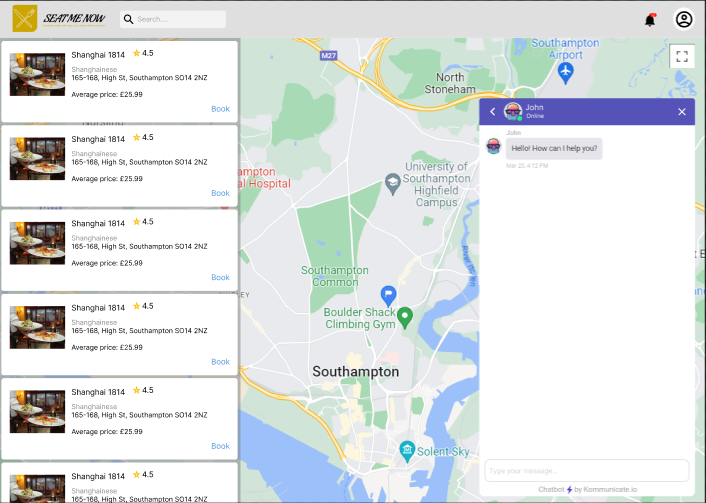 SEAT ME NOW
Search....
Shanghai 1814 4.5
Shanghainese
165-168, High St, Southampton SO14 2NZ
Average price: £25.99
Book
Shanghai 1814 4.5
Shanghainese
165-168, High St, Southampton SO14 2NZ
Average price: £25.99
Book
Shanghai 1814 4.5
Shanghainese
165-168, High St, Southampton SO14 2NZ
Average price: £25.99
Book
Shanghai 1814 4.5
Shanghainese
165-168, High St, Southampton SO14 2NZ
Average price: £25.99
Book
Shanghai 1814 4.5
Shanghainese
165-168, High St, Southampton SO14 2NZ
Average price: £25.99
Book
Shanghai 1814 4.5
Shanghainese
165-168, High St, Southampton SO14 2NZ
M27
Southampton
Airport
North
Stoneham
University of
Southampton
Highfield
Campus
ampton
al Hospital
Southampton
Common
River Itchen
EY
Boulder Shack
Climbing Gym
Southampton
Solent Sky
John
Online
John
Hello! How can I help you?
Mar 25, 4:12 PM
Type your message...
Chatbot by Kommunicate.io